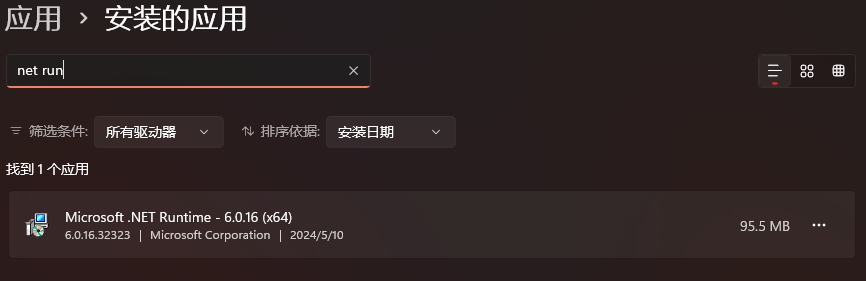 应用 › 安装的应用
net run
筛选条件: 所有驱动器 排序依据: 安装日期
找到 1 个应用
Microsoft .NET Runtime - 6.0.16 (x64)
95.5 MB
6.0.16.32323 | Microsoft Corporation | 2024/5/10